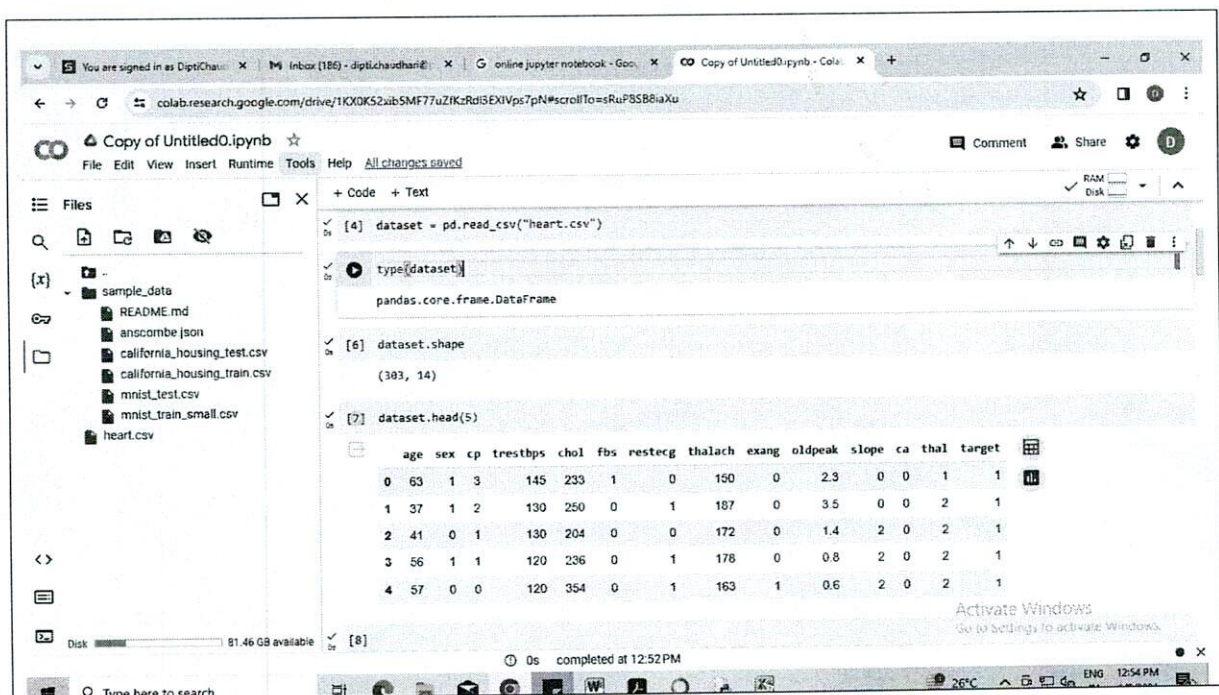 You are signed in as DiptiChau
Inbox (186) - dipti.chaudhari@
online jupyter notebook - Goo
Copy of Untitled0.ipynb - Colab
Copy of Untitled0.ipynb
Comment
Share
D
File Edit View Insert Runtime Tools Help All changes saved
Files
+ Code + Text
RAM
Disk
[4] dataset = pd.read_csv("heart.csv")
0s
type(dataset)
0s
pandas.core.frame.DataFrame
[6] dataset.shape
0s
(303, 14)
[7] dataset.head(5)
0s
age sex cp trestbps chol fbs restecg thalach exang oldpeak slope ca thal target
0 63 1 3 145 233 1 0 150 0 2.3 0 0 1 1
1 37 1 2 130 250 0 1 187 0 3.5 0 0 2 1
2 41 0 1 130 204 0 0 172 0 1.4 2 0 2 1
3 56 1 1 120 236 0 1 178 0 0.8 2 0 2 1
4 57 0 0 120 354 0 1 163 1 0.6 2 0 2 1
[8]
0s
..
sample_data
README.md
anscombe.json
california_housing_test.csv
california_housing_train.csv
mnist_test.csv
mnist_train_small.csv
heart.csv
{x}
<>
Disk 81.46 GB available
Activate Windows
Go to Settings to activate Windows.
0s completed at 12:52 PM
Type here to search
26°C
ENG
12:54 PM